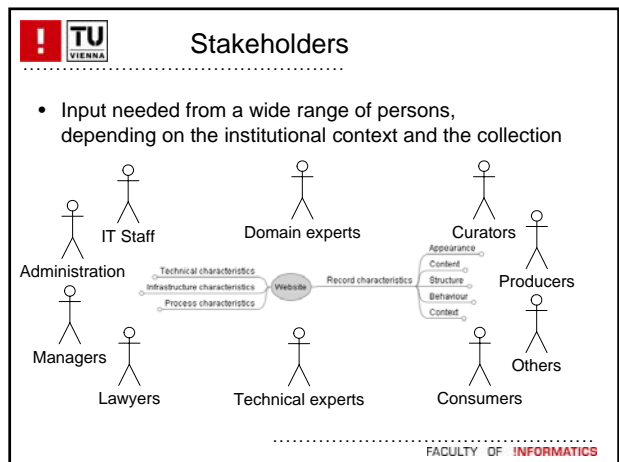 ! TU
VIENNA
Stakeholders
• Input needed from a wide range of persons,
depending on the institutional context and the collection
IT Staff
Domain experts
Curators
Administration
Producers
Appearance
Content
Technical characteristics
Infrastructure characteristics
Website
Record characteristics
Structure
Process characteristics
Behaviour
Context
Managers
Others
Lawyers
Technical experts
Consumers
FACULTY OF !NFORMATICS